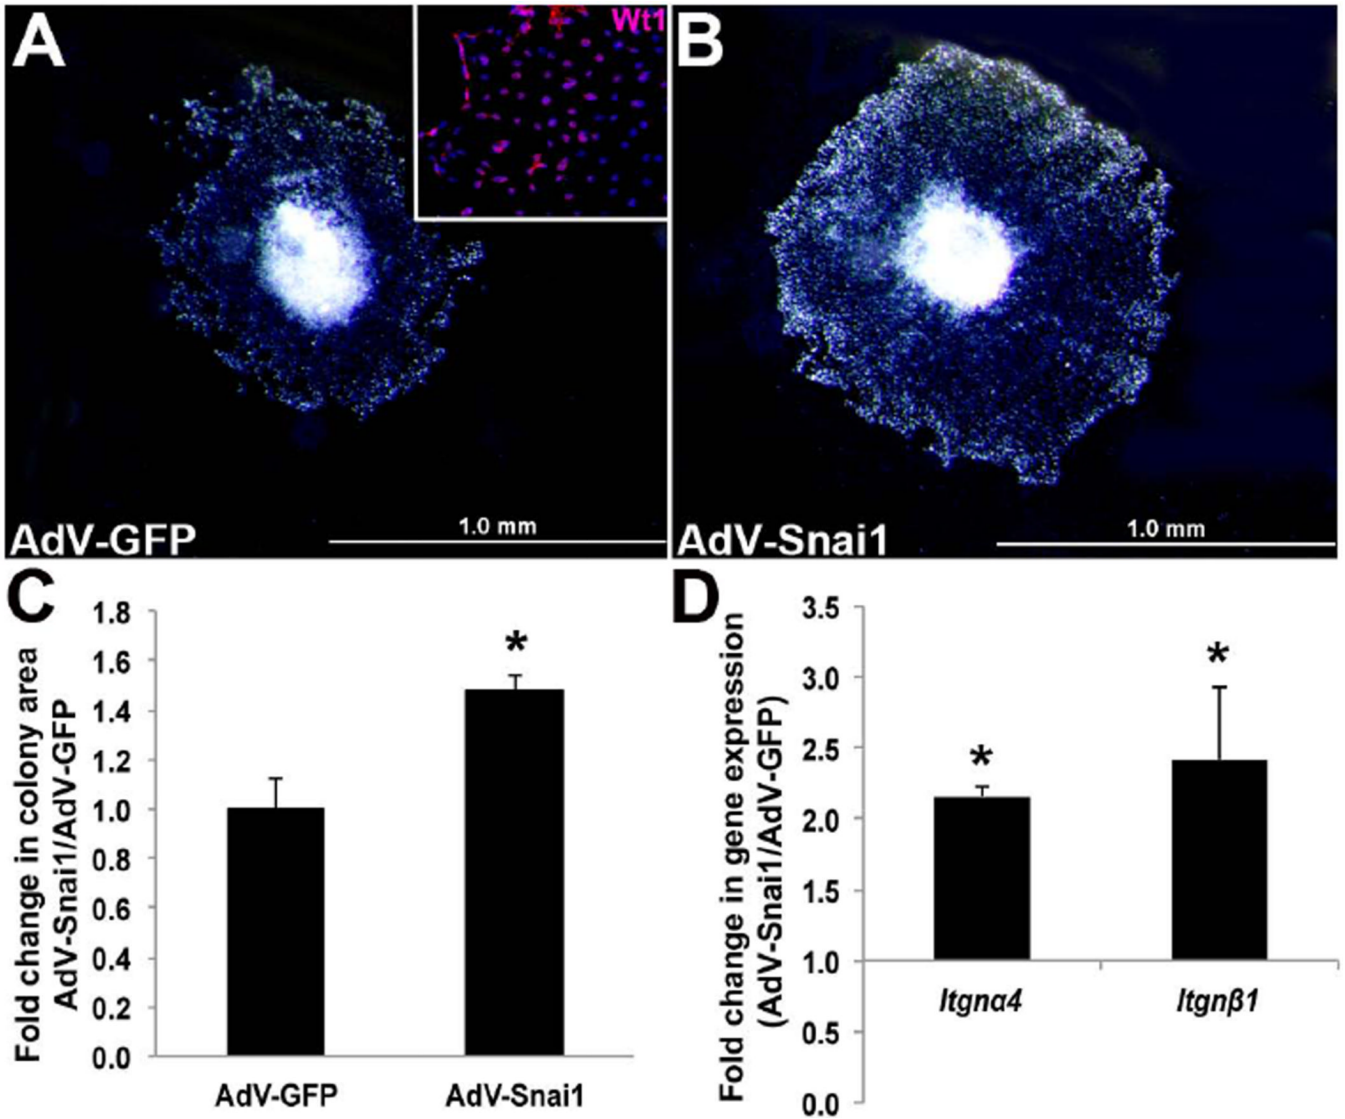 A
Wt1
B
AdV-GFP
1.0 mm
AdV-Snai1
1.0 mm
C
Fold change in colony area
AdV-Snai1/AdV-GFP
1.8
1.6
1.4
1.2
1.0
0.8
0.6
0.4
0.2
0.0
*
AdV-GFP
AdV-Snai1
D
Fold change in gene expression
(AdV-Snai1/AdV-GFP)
3.5
3.0
2.5
2.0
1.5
1.0
0.5
0.0
*
*
Itgnα4
Itgnβ1